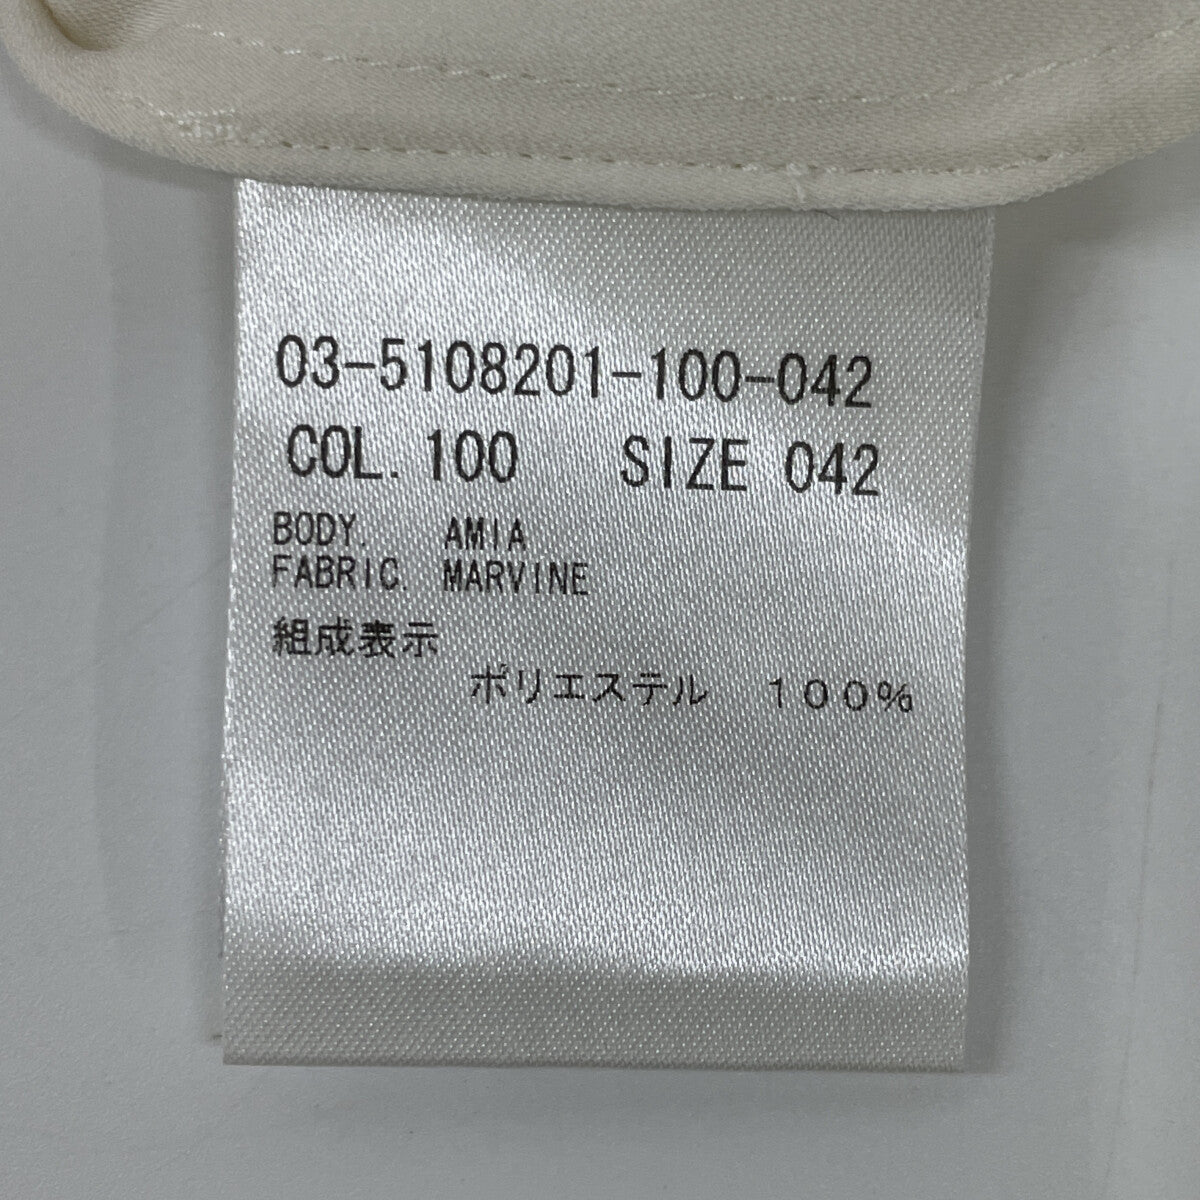 03-5108201-100-042
COL. 100 SIZE 042
BODY. AMIA
FABRIC. MARVINE
組成表示
ポリエステル １００％